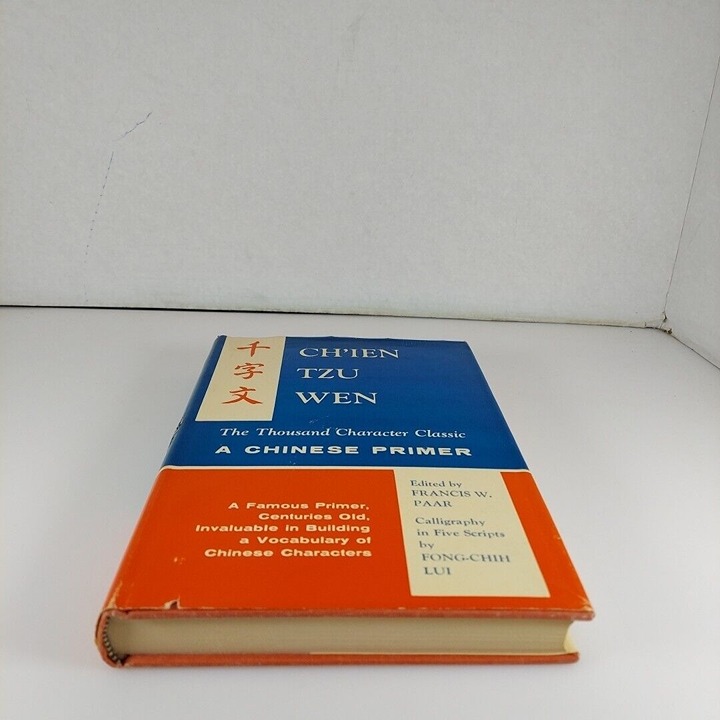 千字文
CH'IEN
TZU
WEN
The Thousand Character Classic
A CHINESE PRIMER
A Famous Primer,
Centuries Old,
Invaluable in Building
a Vocabulary of
Chinese Characters
Edited by
FRANCIS W.
PAAR
Calligraphy
in Five Scripts
by
FONG-CHIH
LUI